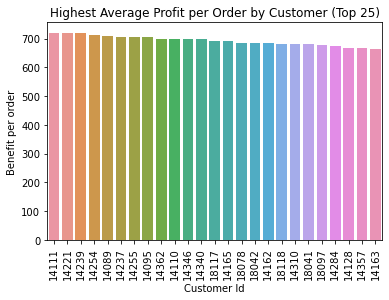 Highest Average Profit per Order by Customer (Top 25)
Benefit per order
700
600
500
400
300
200
100
0
14111 14221 14239 14254 14089 14237 14255 14095 14362 14110 14346 14340 18117 14165 18078 18042 14162 18118 14310 18041 18097 14284 14128 14357 14163
Customer Id